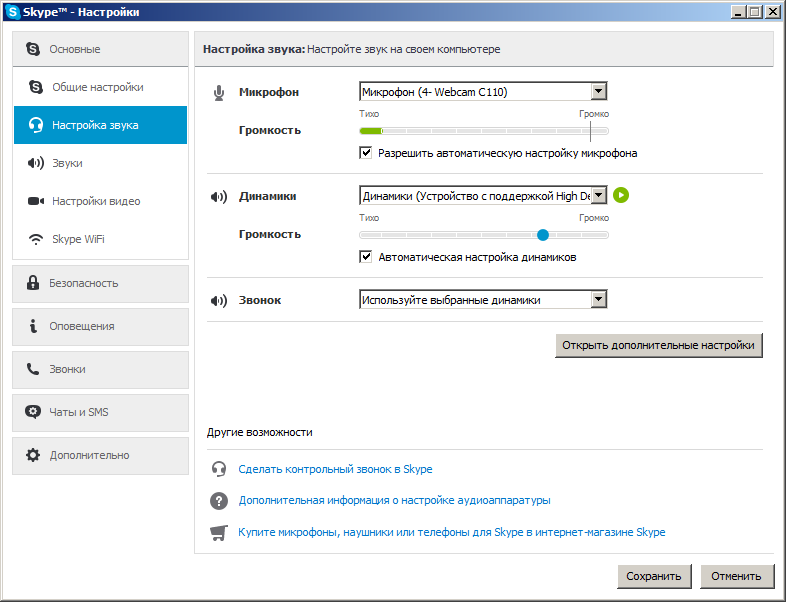 Skype™ - Настройки
Основные
Общие настройки
Настройка звука
Звуки
Настройки видео
Skype WiFi
Безопасность
Оповещения
Звонки
Чаты и SMS
Дополнительно
Настройка звука: Настройте звук на своем компьютере
Микрофон Микрофон (4- Webcam C110)
Тихо Громко
Громкость
Разрешить автоматическую настройку микрофона
Динамики Динамики (Устройство с поддержкой High De
Тихо Громко
Громкость
Автоматическая настройка динамиков
Звонок Используйте выбранные динамики
Открыть дополнительные настройки
Другие возможности
Сделать контрольный звонок в Skype
Дополнительная информация о настройке аудиоаппаратуры
Купите микрофоны, наушники или телефоны для Skype в интернет-магазине Skype
Сохранить Отменить